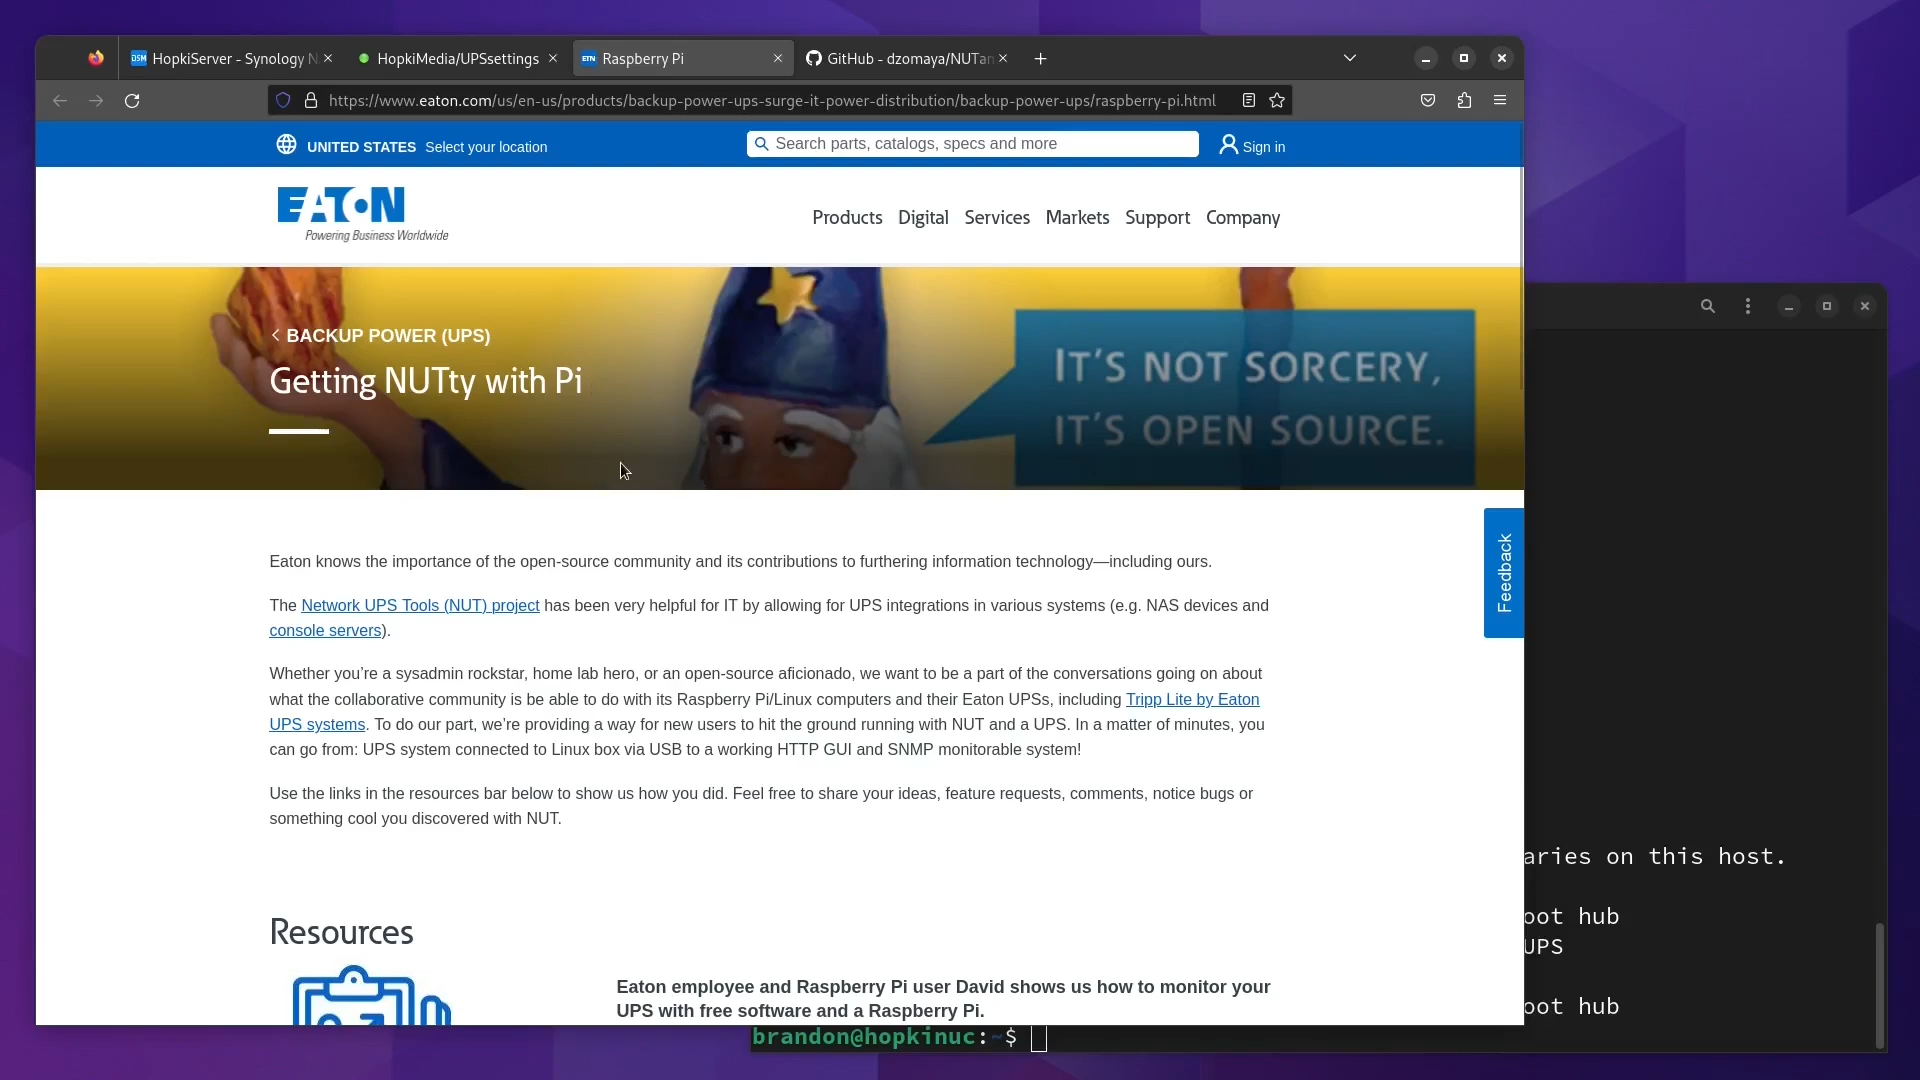 HopkiServer - Synology N
HopkiMedia/UPSsettings
Raspberry Pi
GitHub - dzomaya/NUTan
https://www.eaton.com/us/en-us/products/backup-power-ups-surge-it-power-distribution/backup-power-ups/raspberry-pi.html
UNITED STATES Select your location
Search parts, catalogs, specs and more
Sign in
EATON
Powering Business Worldwide
Products Digital Services Markets Support Company
BACKUP POWER (UPS)
Getting NUTty with Pi
IT'S NOT SORCERY,
IT'S OPEN SOURCE.
Feedback
Eaton knows the importance of the open-source community and its contributions to furthering information technology—including ours.
The Network UPS Tools (NUT) project has been very helpful for IT by allowing for UPS integrations in various systems (e.g. NAS devices and
console servers).
Whether you're a sysadmin rockstar, home lab hero, or an open-source aficionado, we want to be a part of the conversations going on about
what the collaborative community is be able to do with its Raspberry Pi/Linux computers and their Eaton UPSs, including Tripp Lite by Eaton
UPS systems. To do our part, we're providing a way for new users to hit the ground running with NUT and a UPS. In a matter of minutes, you
can go from: UPS system connected to Linux box via USB to a working HTTP GUI and SNMP monitorable system!
Use the links in the resources bar below to show us how you did. Feel free to share your ideas, feature requests, comments, notice bugs or
something cool you discovered with NUT.
Resources
Eaton employee and Raspberry Pi user David shows us how to monitor your
UPS with free software and a Raspberry Pi.
aries on this host.
oot hub
UPS
oot hub
brandon@hopkinuc:~$